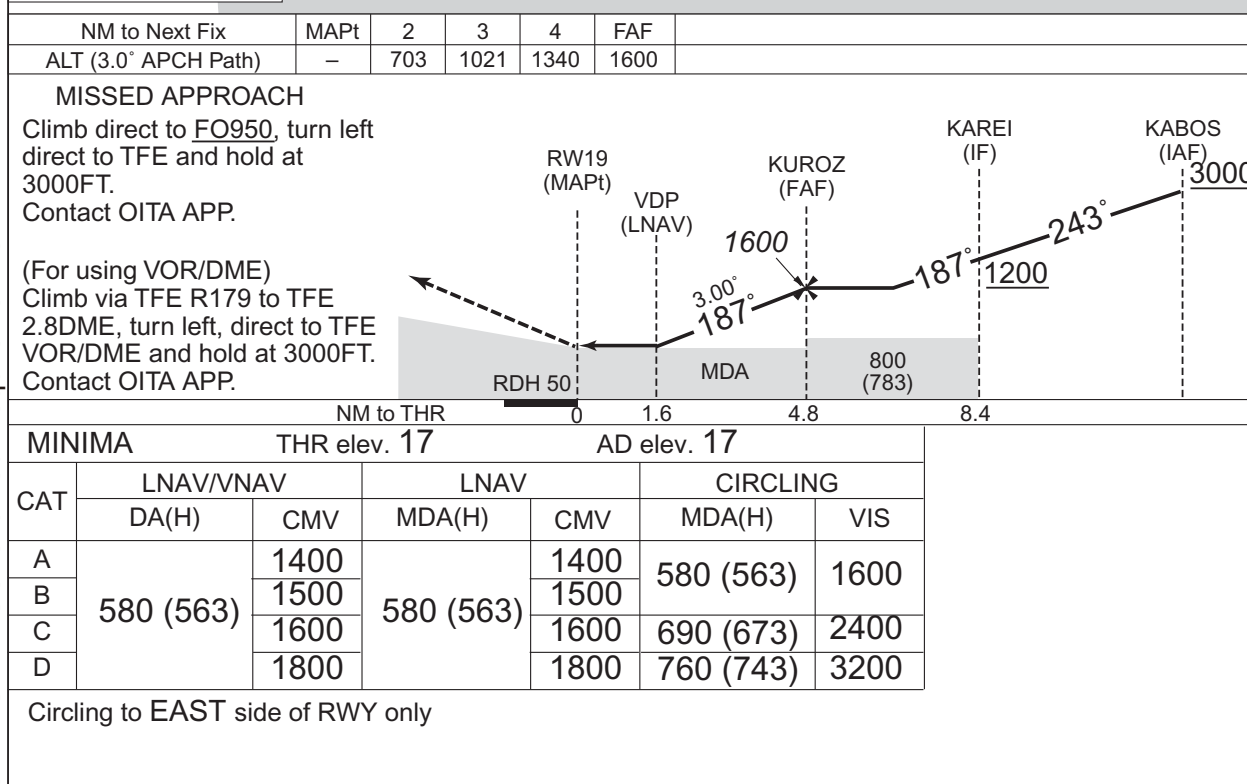 NM to Next Fix MAPt 2 3 4 FAF
ALT (3.0° APCH Path) – 703 1021 1340 1600
MISSED APPROACH
Climb direct to FO950, turn left
direct to TFE and hold at
3000FT.
Contact OITA APP.
(For using VOR/DME)
Climb via TFE R179 to TFE
2.8DME, turn left, direct to TFE
VOR/DME and hold at 3000FT.
Contact OITA APP.
RW19
(MAPt)
VDP
(LNAV)
KUROZ
(FAF)
KAREI
(IF)
KABOS
(IAF)
3000
1600
243°
187°
1200
3.00°
187°
MDA
800
(783)
RDH 50
NM to THR 0 1.6 4.8 8.4
MINIMA THR elev. 17 AD elev. 17
CAT LNAV/VNAV LNAV CIRCLING
DA(H) CMV MDA(H) CMV MDA(H) VIS
A 580 (563) 1400 580 (563) 1400 580 (563) 1600
B 1500 1500
C 1600 1600 690 (673) 2400
D 1800 1800 760 (743) 3200
Circling to EAST side of RWY only